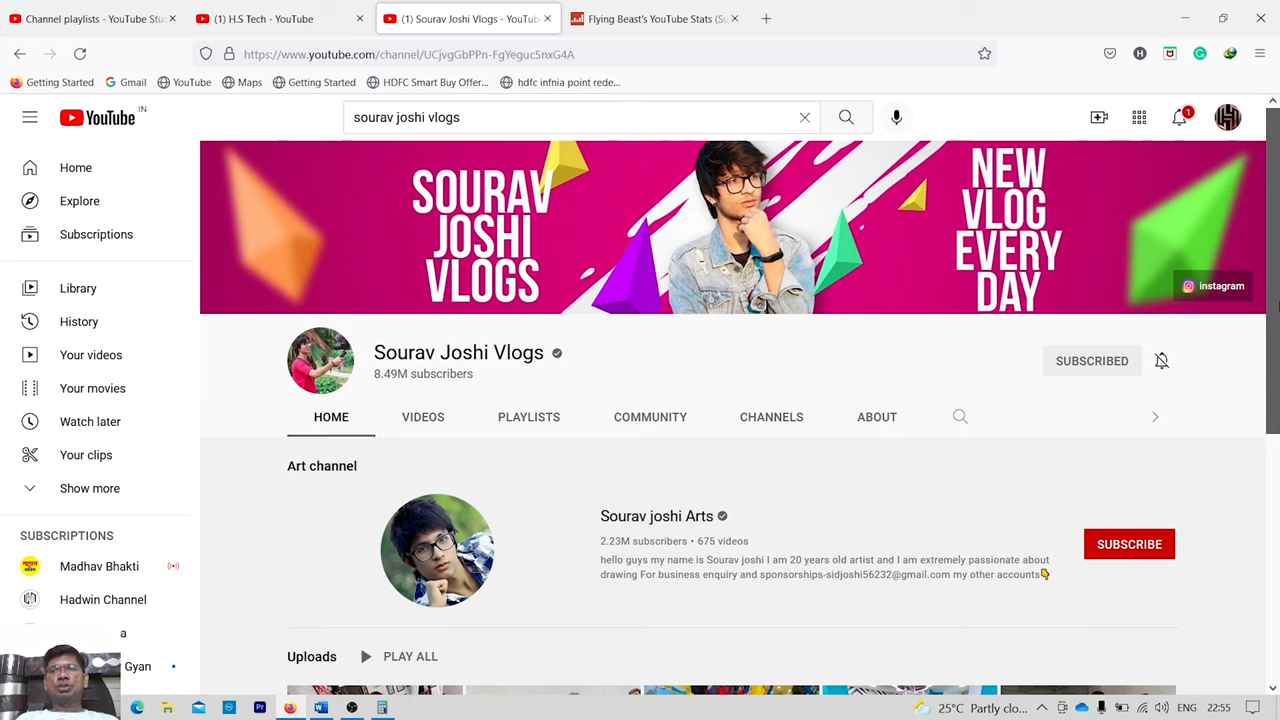 Channel playlists - YouTube Stu
(1) H.S Tech - YouTube
(1) Sourav Joshi Vlogs - YouTub
Flying Beast's YouTube Stats (Su
https://www.youtube.com/channel/UCjvgGbPPn-FgYeguc5nxG4A
Getting Started
Gmail
YouTube
Maps
Getting Started
HDFC Smart Buy Offer...
hdfc infnia point rede...
YouTube IN
sourav joshi vlogs
1
Home
Explore
Subscriptions
Library
History
Your videos
Your movies
Watch later
Your clips
Show more
SUBSCRIPTIONS
Madhav Bhakti
Hadwin Channel
a
Gyan
SOURAV
JOSHI
VLOGS
NEW
VLOG
EVERY
DAY
instagram
Sourav Joshi Vlogs
8.49M subscribers
SUBSCRIBED
HOME
VIDEOS
PLAYLISTS
COMMUNITY
CHANNELS
ABOUT
Art channel
Sourav joshi Arts
2.23M subscribers • 675 videos
hello guys my name is Sourav joshi I am 20 years old artist and I am extremely passionate about
drawing For business enquiry and sponsorships-sidjoshi56232@gmail.com my other accounts👇
SUBSCRIBE
Uploads
PLAY ALL
25°C Partly clo...
ENG
22:55